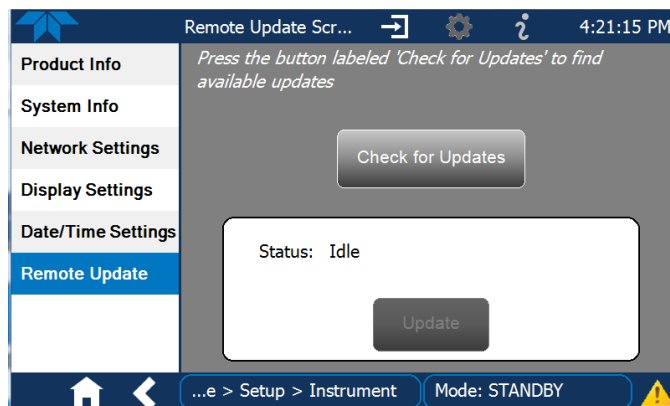 Remote Update Scr...
4:21:15 PM
Product Info
System Info
Network Settings
Display Settings
Date/Time Settings
Remote Update
Press the button labeled 'Check for Updates' to find
available updates
Check for Updates
Status: Idle
Update
...e > Setup > Instrument
Mode: STANDBY